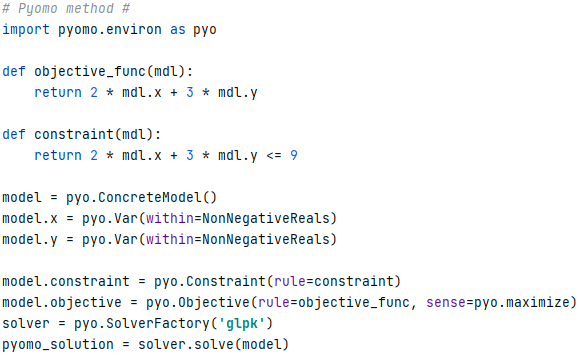 # Pyomo method #
import pyomo.environ as pyo
def objective_func(mdl):
    return 2 * mdl.x + 3 * mdl.y
def constraint(mdl):
    return 2 * mdl.x + 3 * mdl.y <= 9
model = pyo.ConcreteModel()
model.x = pyo.Var(within=NonNegativeReals)
model.y = pyo.Var(within=NonNegativeReals)
model.constraint = pyo.Constraint(rule=constraint)
model.objective = pyo.Objective(rule=objective_func, sense=pyo.maximize)
solver = pyo.SolverFactory('glpk')
pyomo_solution = solver.solve(model)